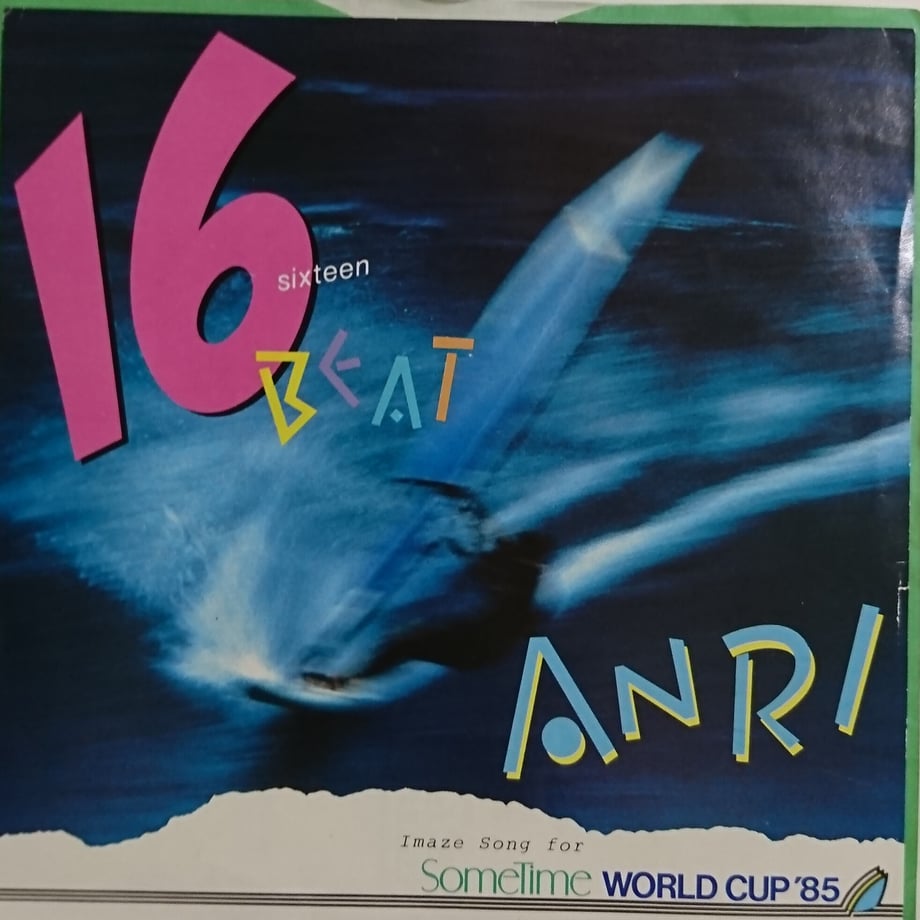 16
sixteen
BEAT
ANRI
Imaze Song for
SomeTime WORLD CUP '85